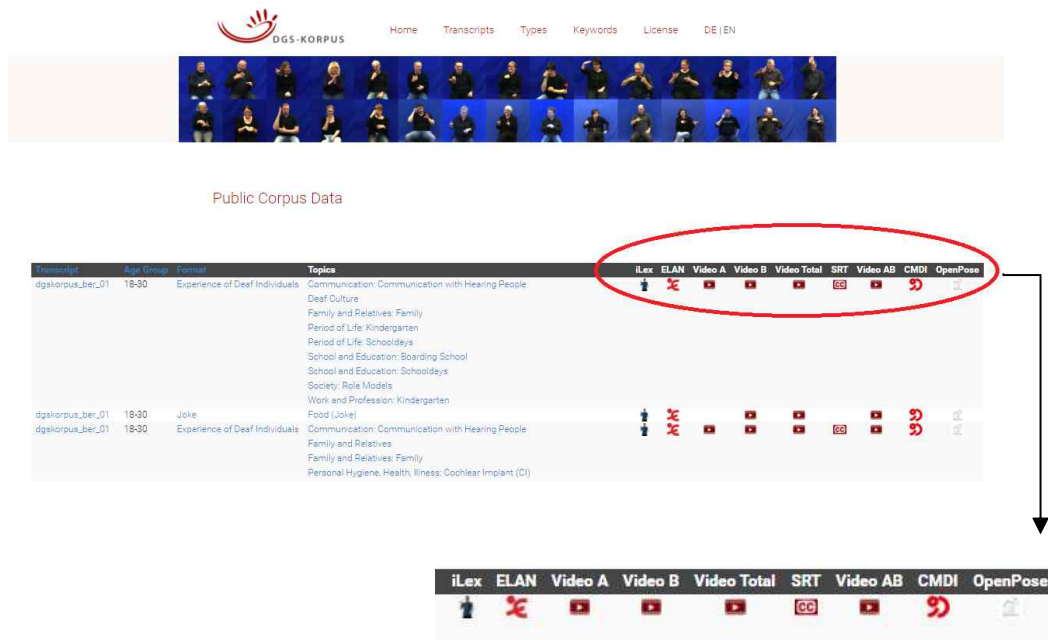 DGS-KORPUS
Home Transcripts Types Keywords License DE | EN
Public Corpus Data
Transcript Age Group Format Topics iLex ELAN Video A Video B Video Total SRT Video AB CMDI OpenPose
dgskorpus_ber_01 18-30 Experience of Deaf Individuals Communication: Communication with Hearing People CC
Deaf Culture
Family and Relatives: Family
Period of Life: Kindergarten
Period of Life: Schooldays
School and Education: Boarding School
School and Education: Schooldays
Society: Role Models
Work and Profession: Kindergarten
dgskorpus_ber_01 18-30 Joke Food (Joke)
dgskorpus_ber_01 18-30 Experience of Deaf Individuals Communication: Communication with Hearing People CC
Family and Relatives
Family and Relatives: Family
Personal Hygiene, Health, Illness: Cochlear Implant (CI)
iLex ELAN Video A Video B Video Total SRT Video AB CMDI OpenPose
CC